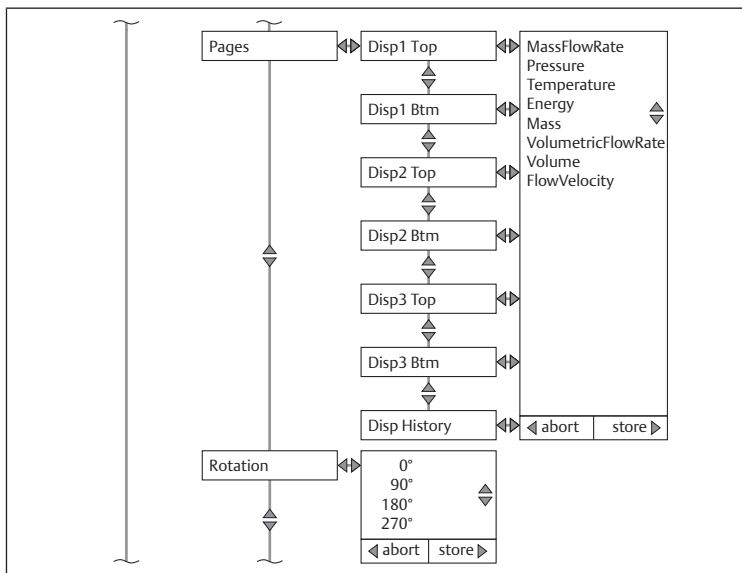 Pages
Disp1 Top
Disp1 Btm
Disp2 Top
Disp2 Btm
Disp3 Top
Disp3 Btm
Disp History
MassFlowRate
Pressure
Temperature
Energy
Mass
VolumetricFlowRate
Volume
FlowVelocity
abort store
Rotation
0°
90°
180°
270°
abort store